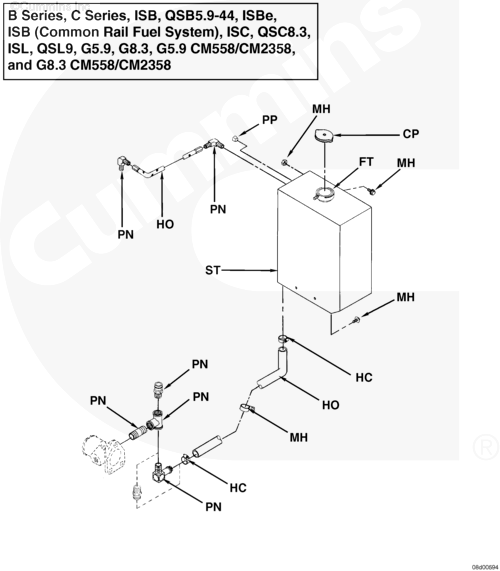 B Series, C Series, ISB, QSB5.9-44, ISBe,
ISB (Common Rail Fuel System), ISC, QSC8.3,
ISL, QSL9, G5.9, G8.3, G5.9 CM558/CM2358,
and G8.3 CM558/CM2358
MH
PP
CP
FT
MH
PN
HO
PN
ST
MH
HC
PN
HO
PN
PN
MH
HC
PN
Cummins
®
08d00694